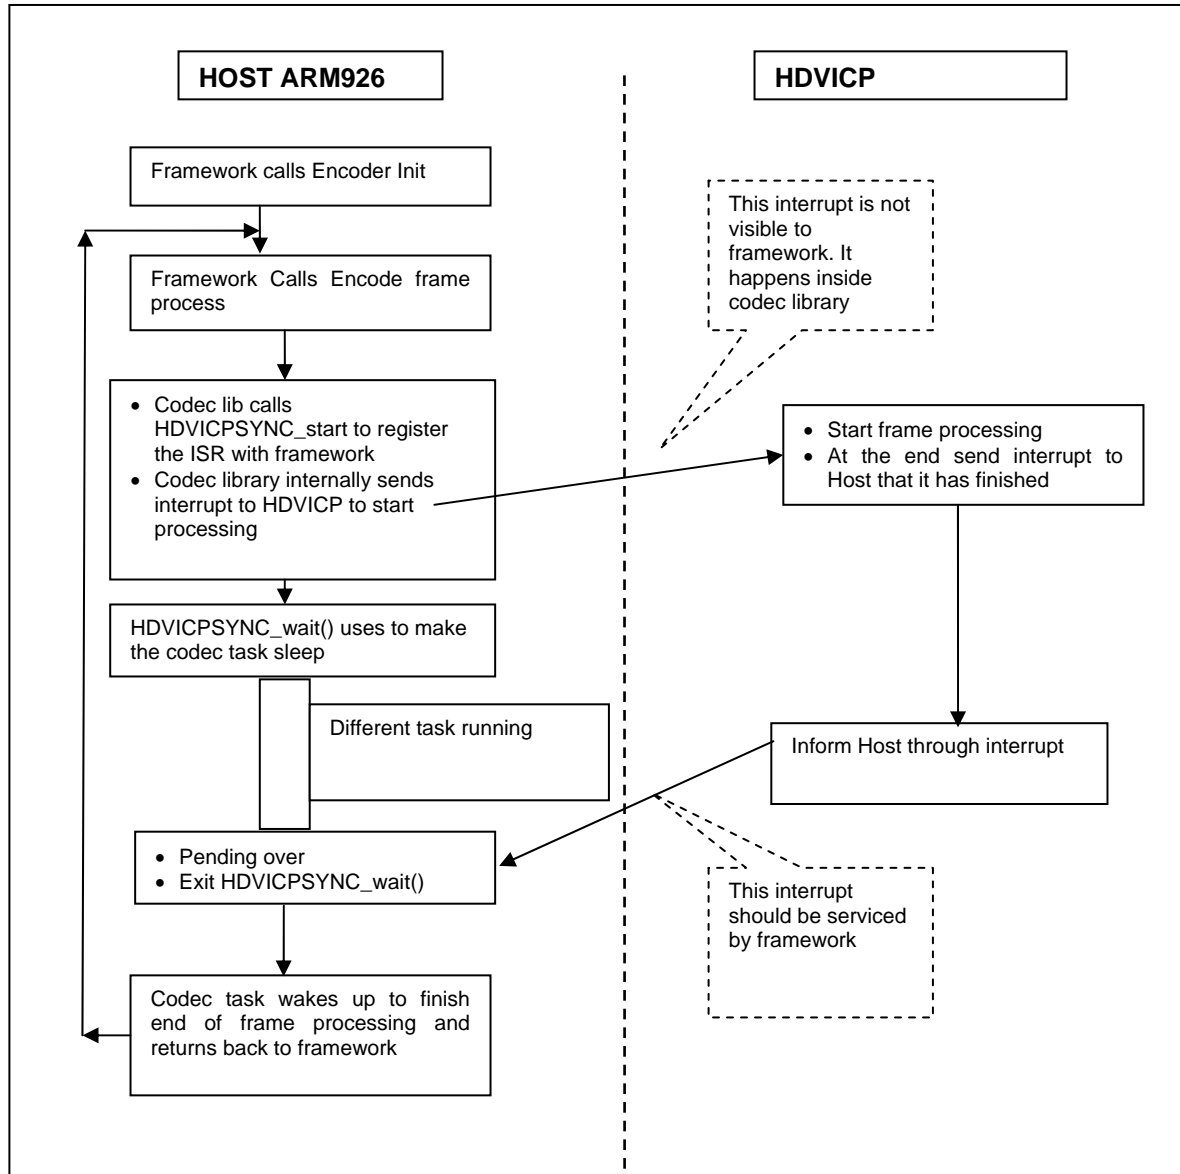 HOST ARM926
HDVICP
Framework calls Encoder Init
This interrupt is not
visible to
framework. It
happens inside
codec library
Framework Calls Encode frame
process
• Codec lib calls
HDVICPSYNC_start to register
the ISR with framework
• Codec library internally sends
interrupt to HDVICP to start
processing
• Start frame processing
• At the end send interrupt to
Host that it has finished
HDVICPSYNC_wait() uses to make
the codec task sleep
Different task running
Inform Host through interrupt
• Pending over
• Exit HDVICPSYNC_wait()
This interrupt
should be serviced
by framework
Codec task wakes up to finish
end of frame processing and
returns back to framework